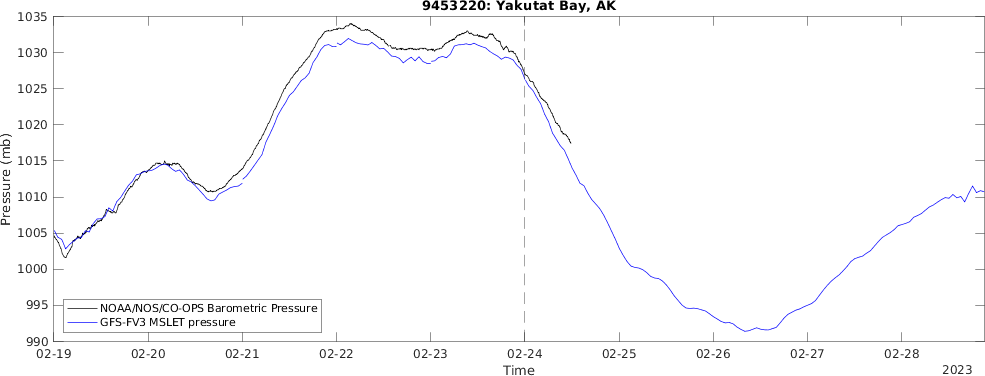 9453220: Yakutat Bay, AK
Pressure (mb)
1035
1030
1025
1020
1015
1010
1005
1000
995
990
NOAA/NOS/CO-OPS Barometric Pressure
GFS-FV3 MSLET pressure
02-19 02-20 02-21 02-22 02-23 02-24 02-25 02-26 02-27 02-28
Time
2023